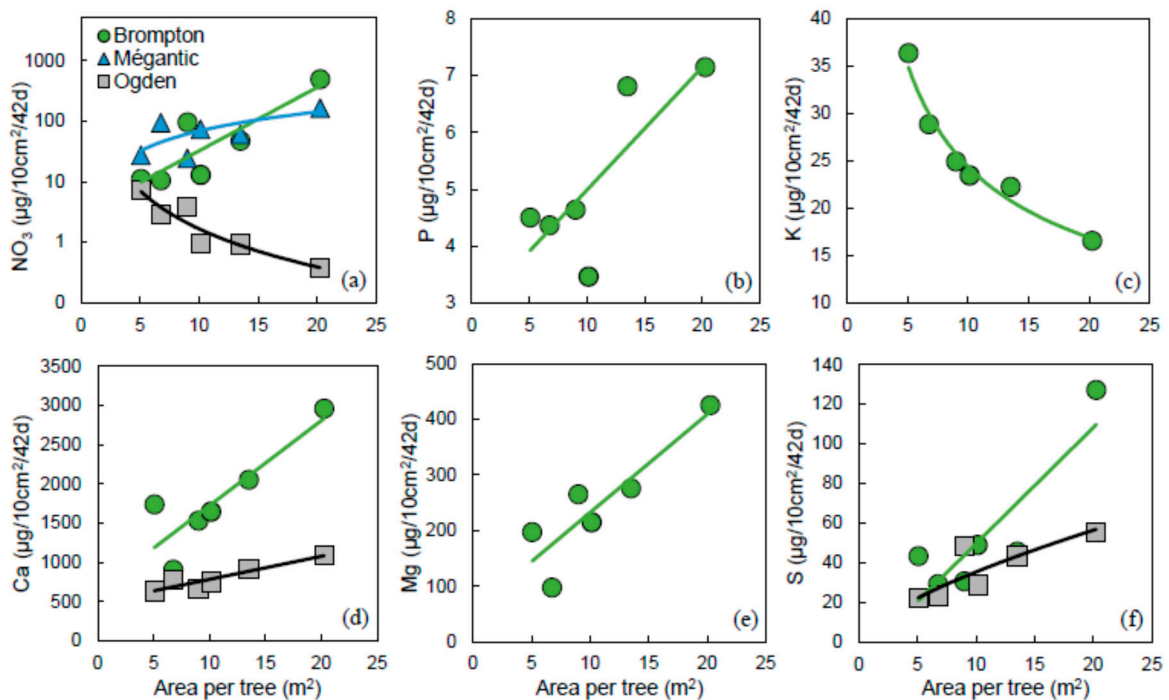 Brompton
Mégantic
Ogden
NO₃ (µg/10cm²/42d)
1000
100
10
1
0
0 5 10 15 20 25
(a)
P (µg/10cm²/42d)
8
7
6
5
4
3
0 5 10 15 20 25
(b)
K (µg/10cm²/42d)
40
35
30
25
20
15
10
0 5 10 15 20 25
(c)
Ca (µg/10cm²/42d)
3500
3000
2500
2000
1500
1000
500
0
0 5 10 15 20 25
(d)
Area per tree (m²)
Mg (µg/10cm²/42d)
500
400
300
200
100
0
0 5 10 15 20 25
(e)
Area per tree (m²)
S (µg/10cm²/42d)
140
120
100
80
60
40
20
0
0 5 10 15 20 25
(f)
Area per tree (m²)